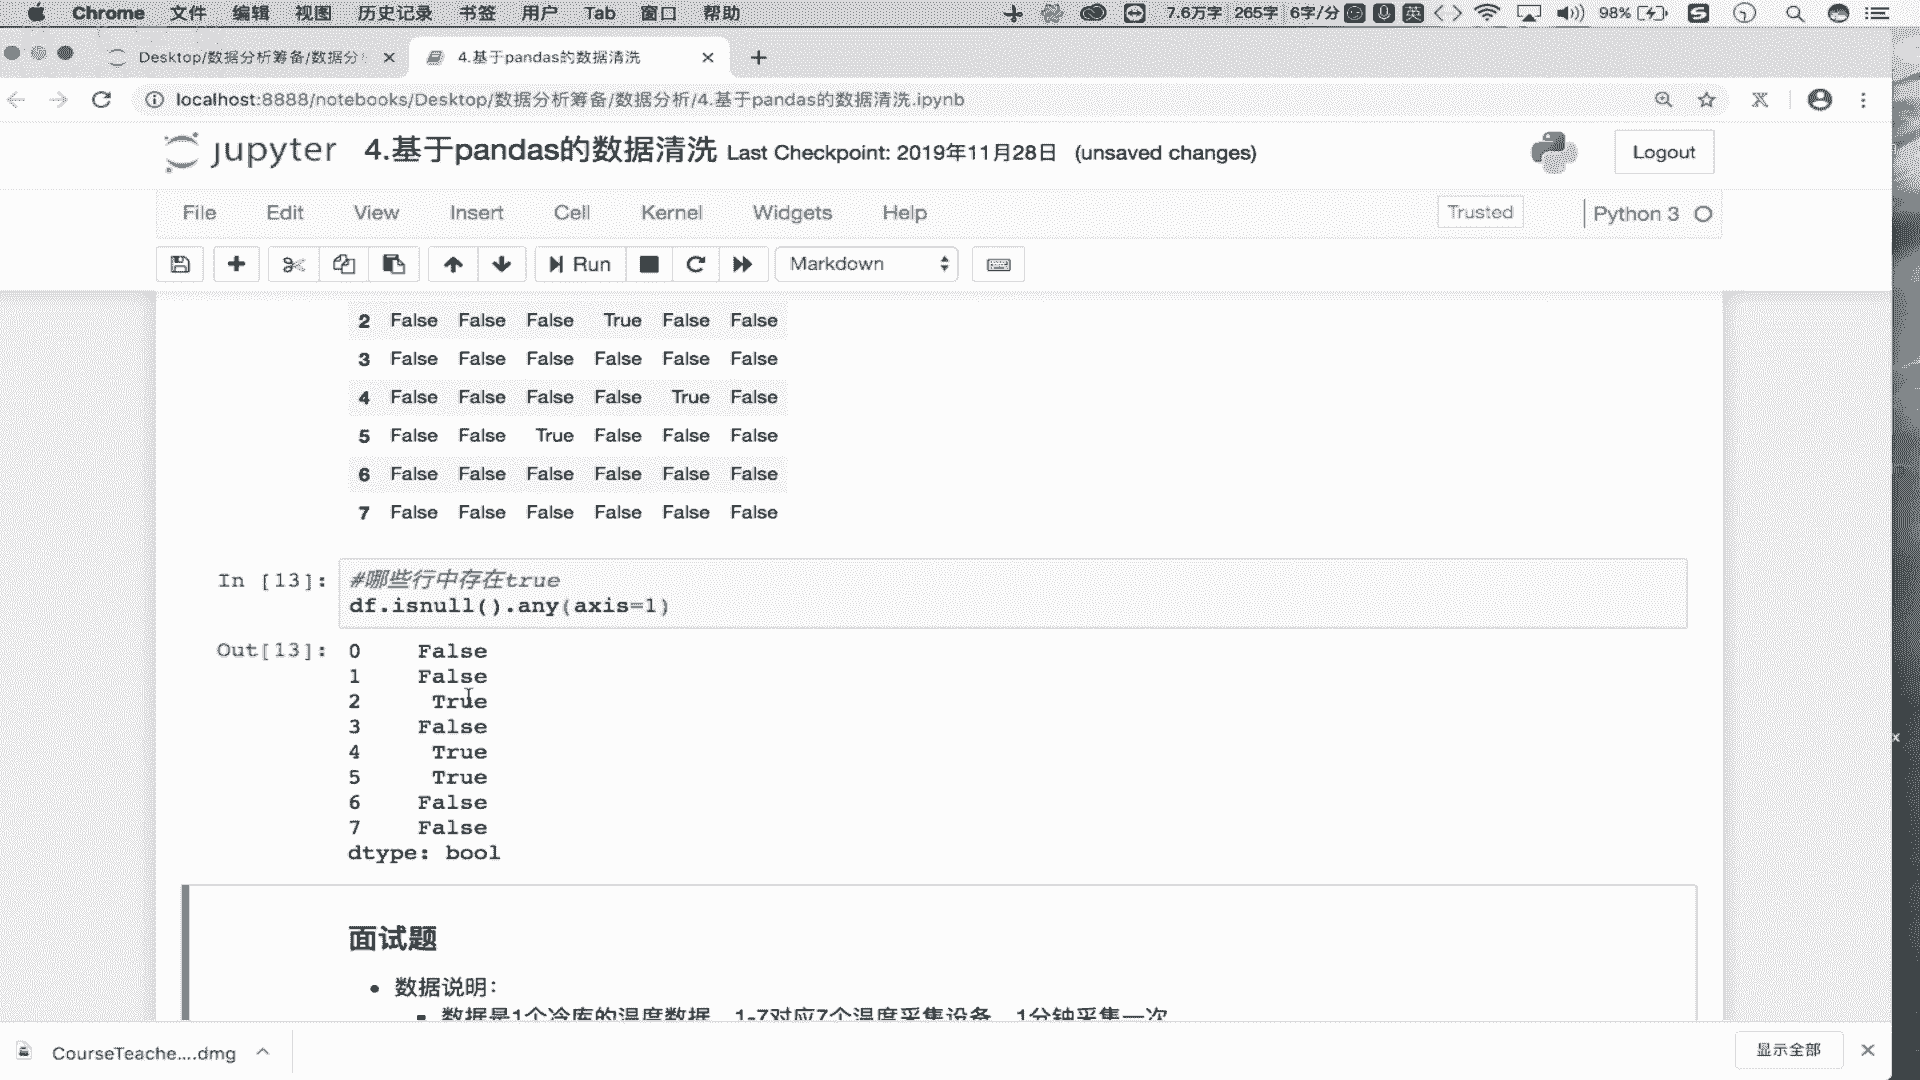 Chrome 文件 编辑 视图 历史记录 书签 用户 Tab 窗口 帮助 7.6万字 265字 6字/分 英 98%
Desktop/数据分析筹备/数据分 4.基于pandas的数据清洗
localhost:8888/notebooks/Desktop/数据分析筹备/数据分析/4.基于pandas的数据清洗.ipynb
jupyter 4.基于pandas的数据清洗 Last Checkpoint: 2019年11月28日 (unsaved changes) Logout
File Edit View Insert Cell Kernel Widgets Help Trusted Python 3
Run Markdown
2 False False False True False False
3 False False False False False False
4 False False False False True False
5 False False True False False False
6 False False False False False False
7 False False False False False False
In [13]: #哪些行中存在true
df.isnull().any(axis=1)
Out[13]: 0 False
1 False
2 True
3 False
4 True
5 True
6 False
7 False
dtype: bool
面试题
• 数据说明：
▪ 数据是1个冷库的温度数据，1-7对应7个温度采集设备，1分钟采集一次
CourseTeache....dmg 显示全部